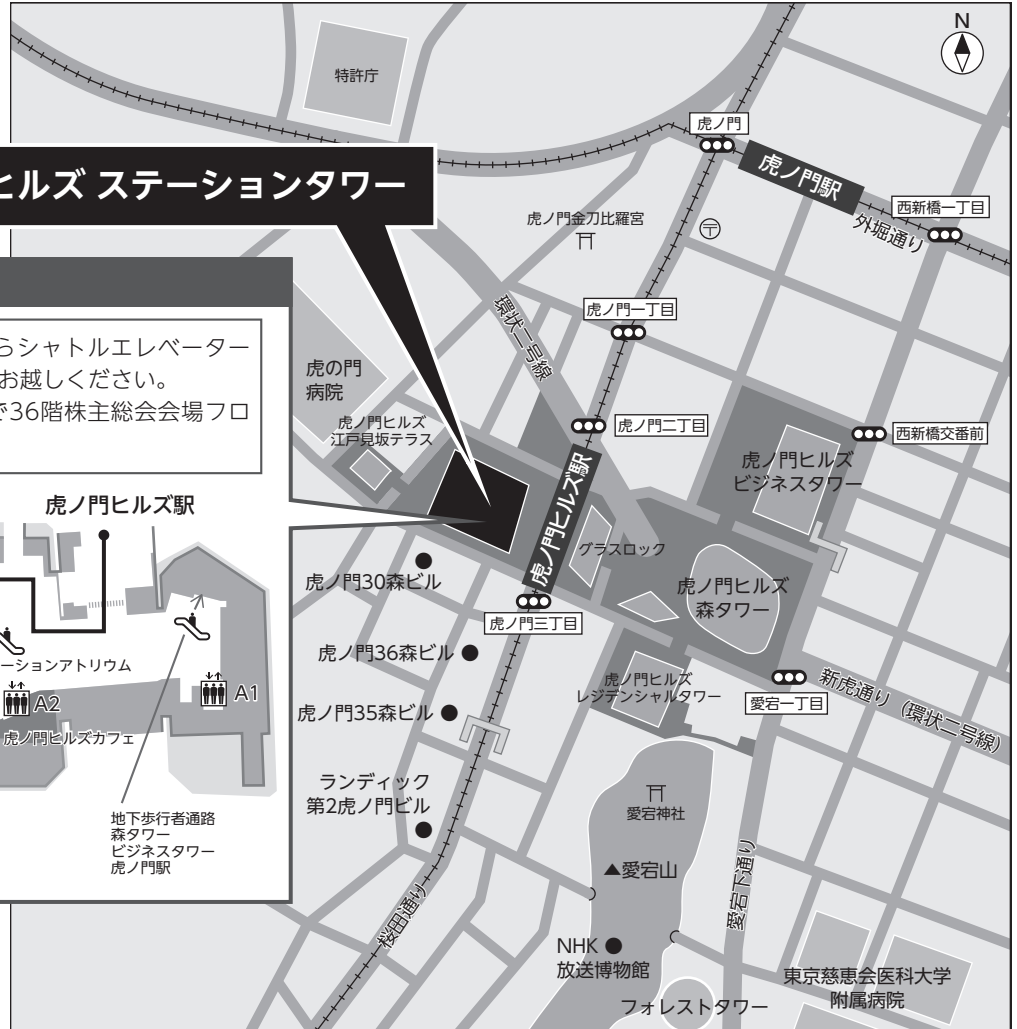 N
特許庁
虎ノ門
虎ノ門駅
ヒルズ ステーションタワー
西新橋一丁目
外堀通り
虎ノ門金刀比羅宮
〒
環状二号線
虎ノ門一丁目
らシャトルエレベーター
お越しください。
で36階株主総会会場フロ
虎の門
病院
虎ノ門ヒルズ
江戸見坂テラス
虎ノ門二丁目
西新橋交番前
虎ノ門ヒルズ
ビジネスタワー
虎ノ門ヒルズ駅
虎ノ門ヒルズ駅
グラスロック
虎ノ門30森ビル
虎ノ門ヒルズ
森タワー
虎ノ門三丁目
虎ノ門36森ビル
ーションアトリウム
A2
A1
虎ノ門ヒルズカフェ
虎ノ門ヒルズ
レジデンシャルタワー
愛宕一丁目
新虎通り（環状二号線）
虎ノ門35森ビル
ランディック
第2虎ノ門ビル
地下歩行者通路
森タワー
ビジネスタワー
虎ノ門駅
愛宕神社
▲愛宕山
愛宕下通り
桜田通り
NHK
放送博物館
フォレストタワー
東京慈恵会医科大学
附属病院